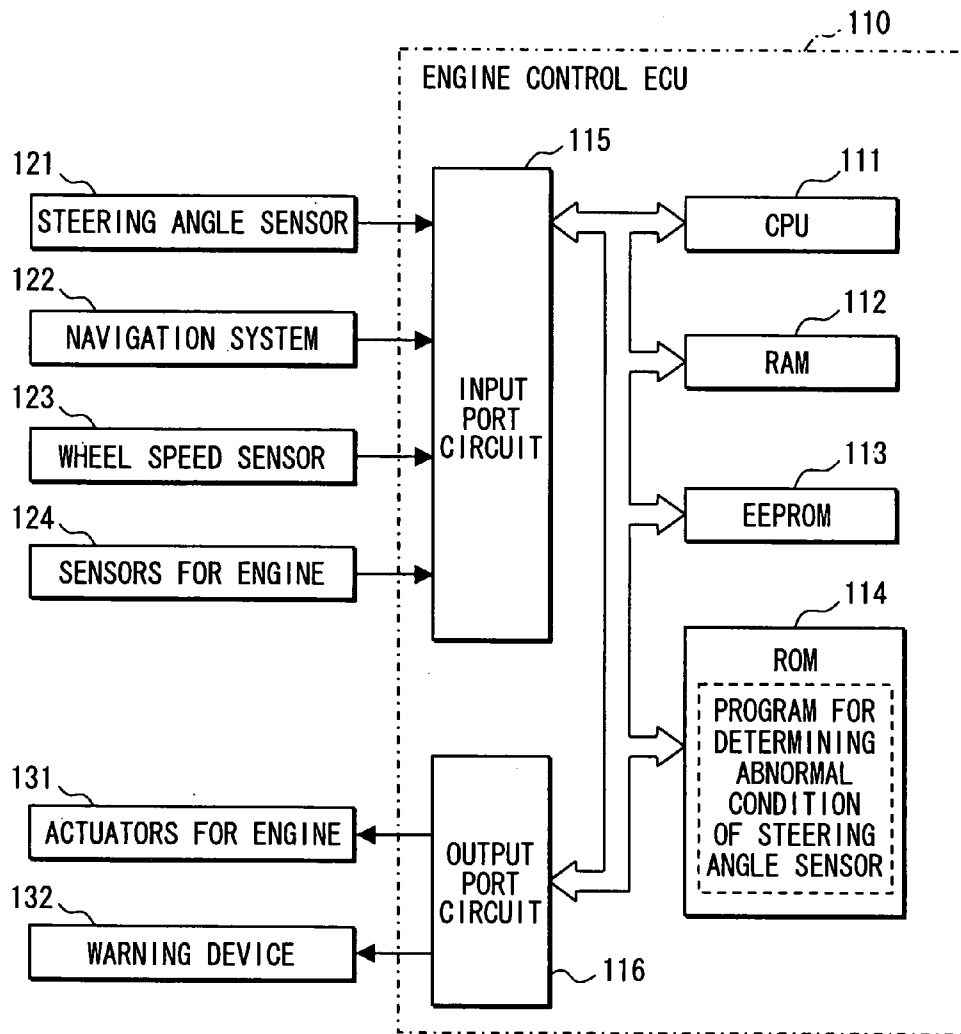 110
ENGINE CONTROL ECU
115
121
STEERING ANGLE SENSOR
111
CPU
122
NAVIGATION SYSTEM
112
RAM
INPUT
PORT
CIRCUIT
123
WHEEL SPEED SENSOR
113
EEPROM
124
SENSORS FOR ENGINE
114
ROM
PROGRAM FOR
DETERMINING
ABNORMAL
CONDITION
OF STEERING
ANGLE SENSOR
131
ACTUATORS FOR ENGINE
OUTPUT
PORT
CIRCUIT
132
WARNING DEVICE
116